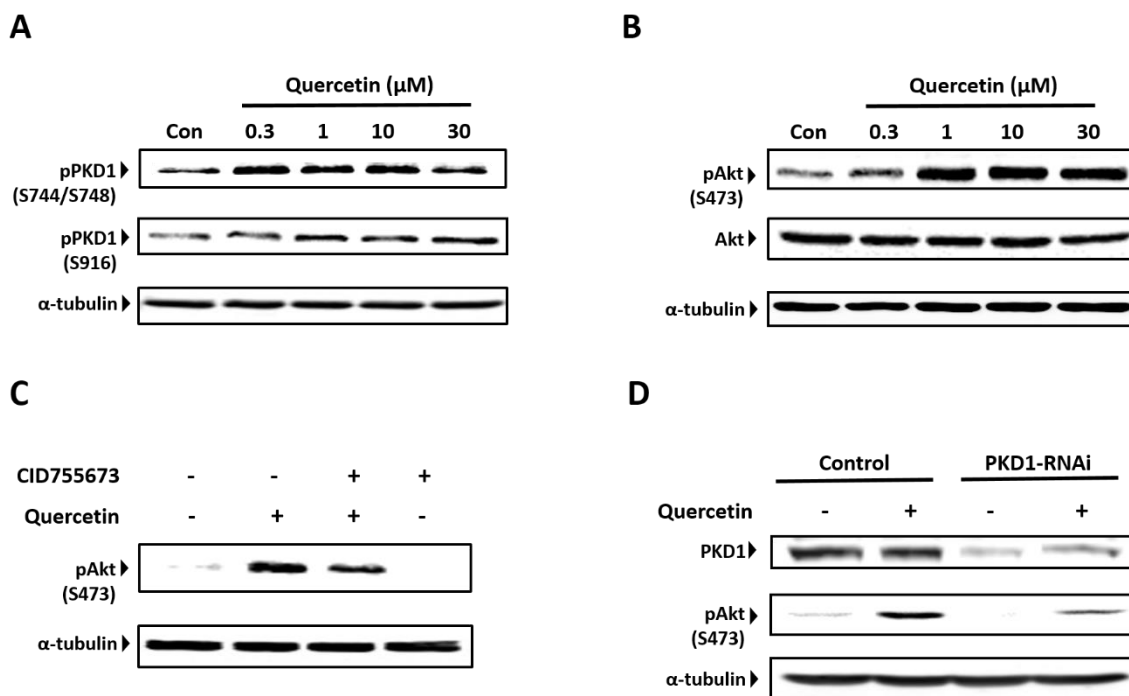 A
Quercetin (µM)
Con 0.3 1 10 30
pPKD1
(S744/S748)
pPKD1
(S916)
α-tubulin
B
Quercetin (µM)
Con 0.3 1 10 30
pAkt
(S473)
Akt
α-tubulin
C
CID755673 - - + +
Quercetin - + + -
pAkt
(S473)
α-tubulin
D
Control PKD1-RNAi
Quercetin - + - +
PKD1
pAkt
(S473)
α-tubulin